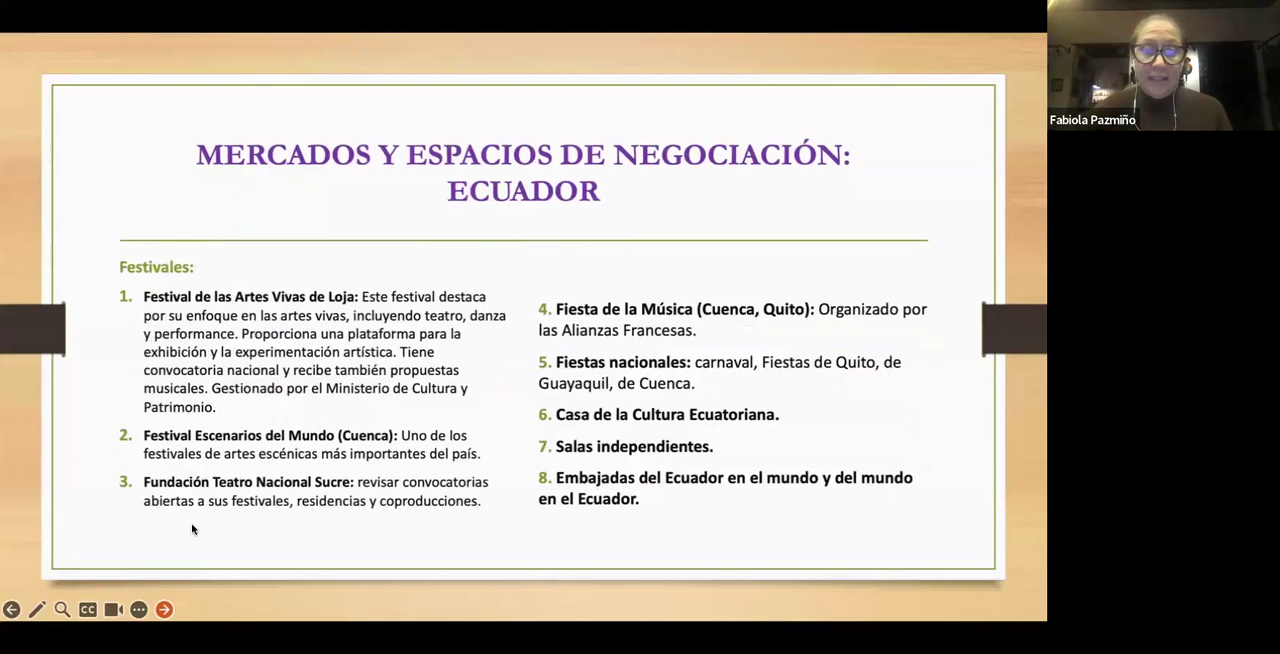 MERCADOS Y ESPACIOS DE NEGOCIACIÓN:
ECUADOR
Festivales:
1. Festival de las Artes Vivas de Loja: Este festival destaca
por su enfoque en las artes vivas, incluyendo teatro, danza
y performance. Proporciona una plataforma para la
exhibición y la experimentación artística. Tiene
convocatoria nacional y recibe también propuestas
musicales. Gestionado por el Ministerio de Cultura y
Patrimonio.
2. Festival Escenarios del Mundo (Cuenca): Uno de los
festivales de artes escénicas más importantes del país.
3. Fundación Teatro Nacional Sucre: revisar convocatorias
abiertas a sus festivales, residencias y coproducciones.
4. Fiesta de la Música (Cuenca, Quito): Organizado por
las Alianzas Francesas.
5. Fiestas nacionales: carnaval, Fiestas de Quito, de
Guayaquil, de Cuenca.
6. Casa de la Cultura Ecuatoriana.
7. Salas independientes.
8. Embajadas del Ecuador en el mundo y del mundo
en el Ecuador.
CC
Fabiola Pazmiño